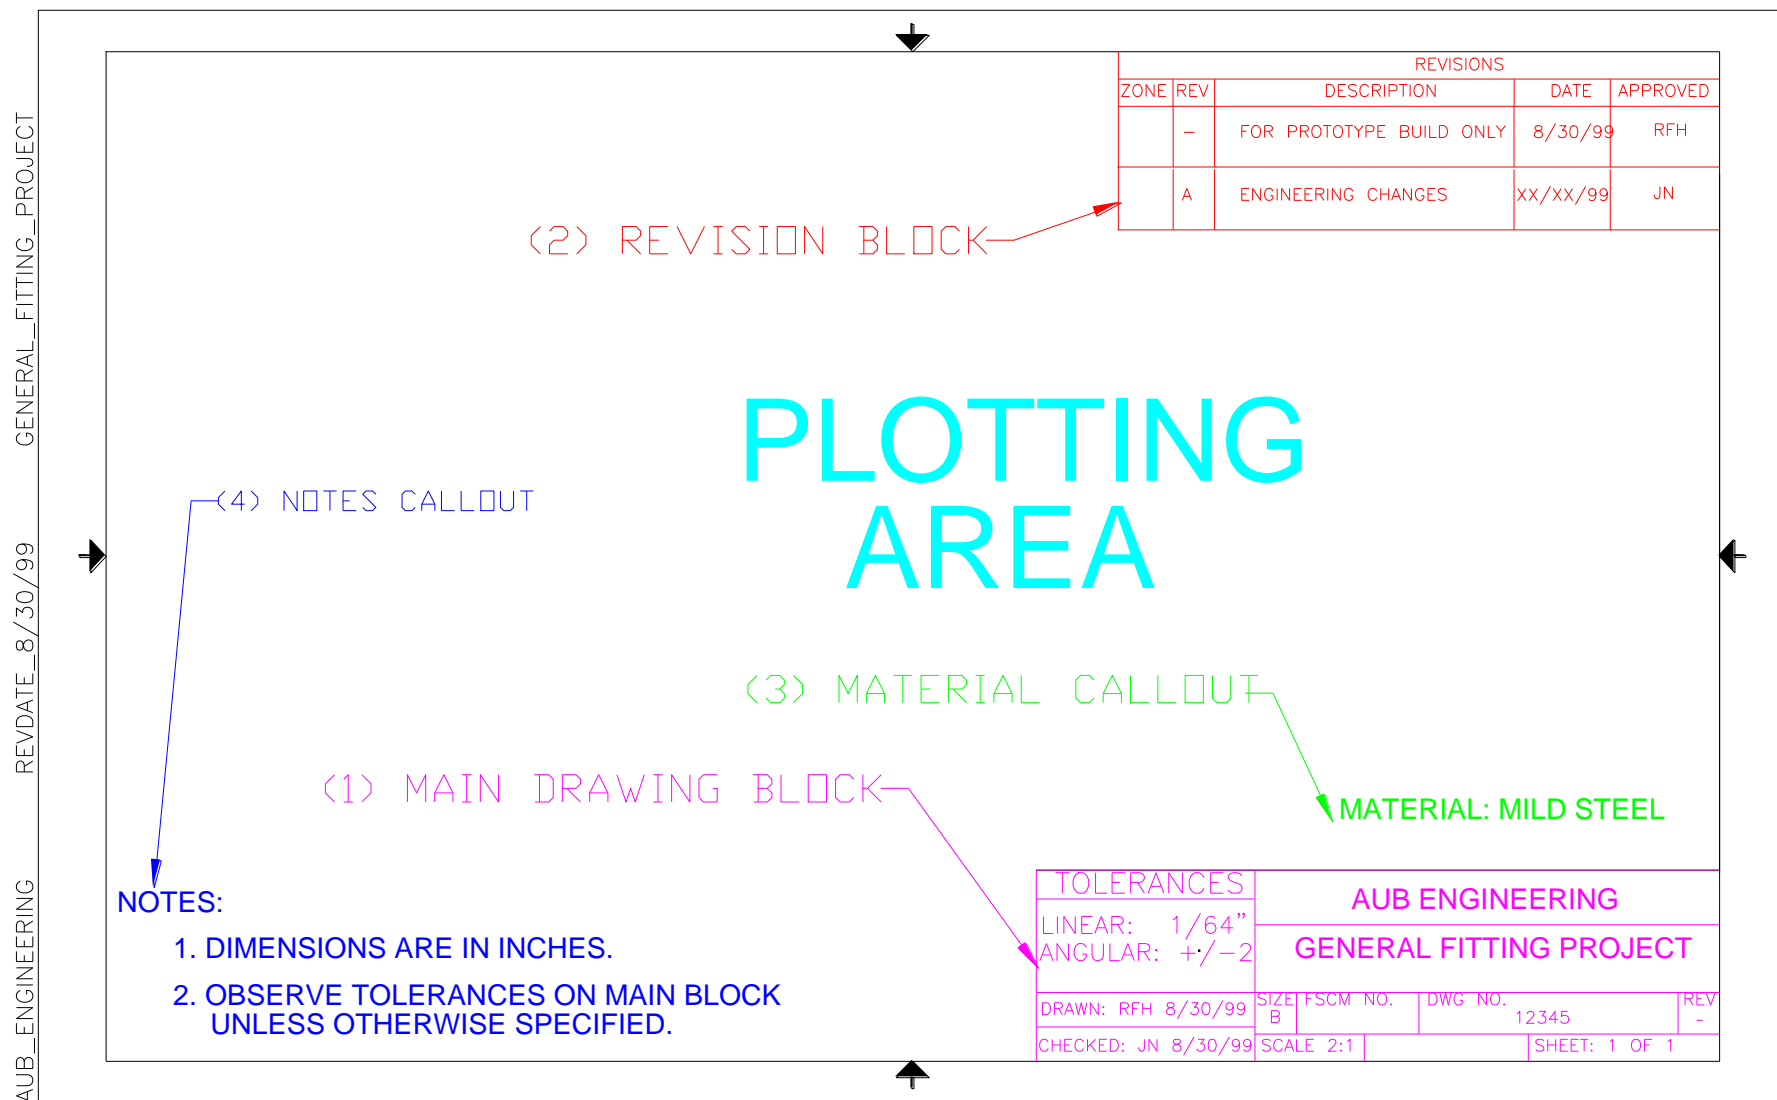 GENERAL_FITTING_PROJECT
REVDATE_8/30/99
AUB_ENGINEERING
REVISIONS
ZONE REV DESCRIPTION DATE APPROVED
- FOR PROTOTYPE BUILD ONLY 8/30/99 RFH
A ENGINEERING CHANGES XX/XX/99 JN
(2) REVISION BLOCK
PLOTTING
AREA
(4) NOTES CALLOUT
(3) MATERIAL CALLOUT
(1) MAIN DRAWING BLOCK
MATERIAL: MILD STEEL
NOTES:
1. DIMENSIONS ARE IN INCHES.
2. OBSERVE TOLERANCES ON MAIN BLOCK
UNLESS OTHERWISE SPECIFIED.
TOLERANCES
LINEAR: 1/64"
ANGULAR: +/-2
DRAWN: RFH 8/30/99
CHECKED: JN 8/30/99
AUB ENGINEERING
GENERAL FITTING PROJECT
SIZE FSCM NO. DWG NO. REV
B 12345 -
SCALE 2:1 SHEET: 1 OF 1